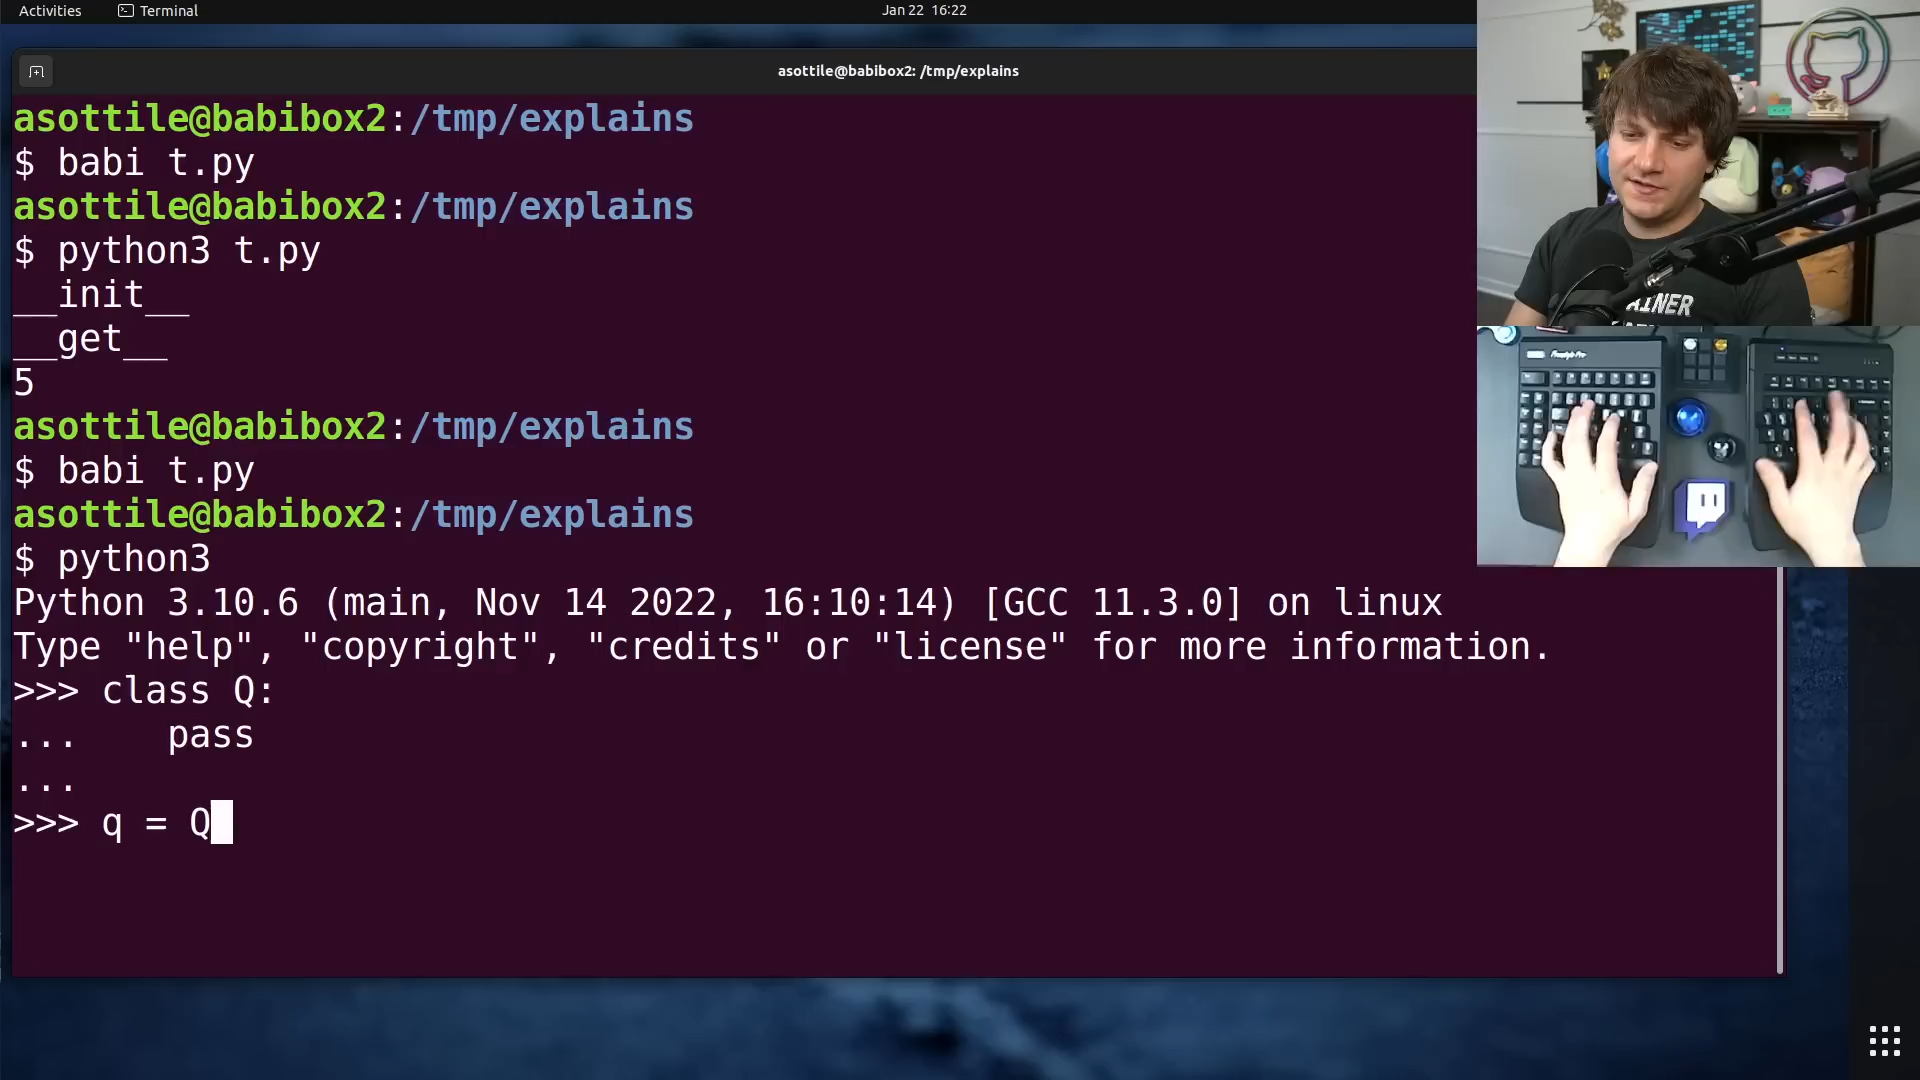 Activities Terminal Jan 22 16:22
asottile@babibox2: /tmp/explains
asottile@babibox2:/tmp/explains
$ babi t.py
asottile@babibox2:/tmp/explains
$ python3 t.py
__init__
__get__
5
asottile@babibox2:/tmp/explains
$ babi t.py
asottile@babibox2:/tmp/explains
$ python3
Python 3.10.6 (main, Nov 14 2022, 16:10:14) [GCC 11.3.0] on linux
Type "help", "copyright", "credits" or "license" for more information.
>>> class Q:
...    pass
...
>>> q = Q
Freestyle Pro